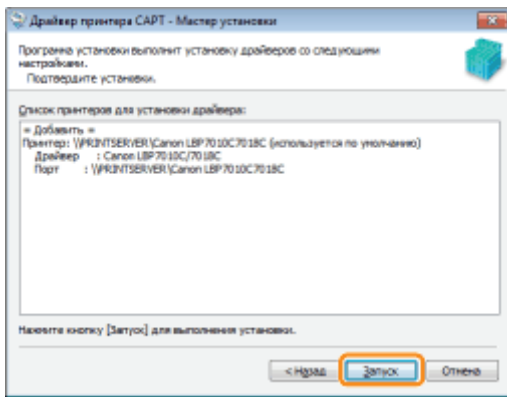 Драйвер принтера CAPT - Мастер установки
Программа установки выполнит установку драйверов со следующими
настройками.
Подтвердите установки.
Список принтеров для установки драйвера:
= Добавить =
Принтер: \\PRINTSERVER\Canon LBP7010C7018C (используется по умолчанию)
Драйвер : Canon LBP7010C/7018C
Порт : \\PRINTSERVER\Canon LBP7010C7018C
Нажмите кнопку [Запуск] для выполнения установки.
< Назад Запуск Отмена